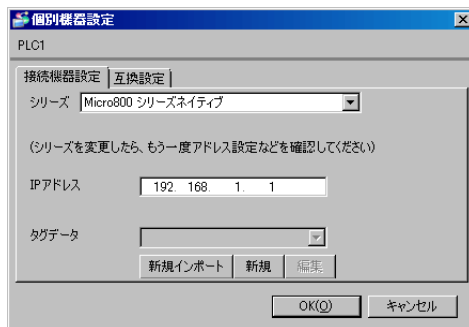 個別機器設定
PLC1
接続機器設定 互換設定
シリーズ Micro800 シリーズネイティブ
(シリーズを変更したら、もう一度アドレス設定などを確認してください)
IPアドレス 192. 168. 1. 1
タグデータ
新規インポート 新規 編集
OK(O) キャンセル